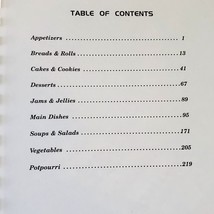 TABLE OF CONTENTS
Appetizers ........................................ 1
Breads & Rolls .................................... 13
Cakes & Cookies ................................... 41
Desserts .......................................... 67
Jams & Jellies .................................... 89
Main Dishes ....................................... 95
Soups & Salads .................................... 171
Vegetables ........................................ 205
Potpourri ......................................... 219